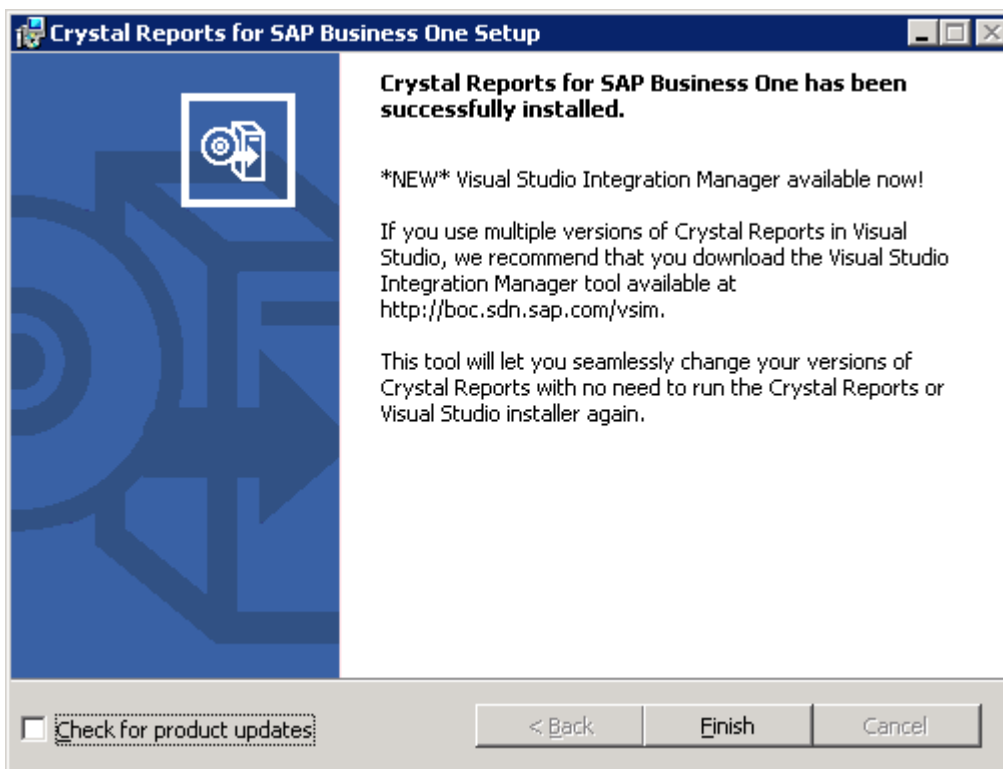 Crystal Reports for SAP Business One Setup
Crystal Reports for SAP Business One has been
successfully installed.
*NEW* Visual Studio Integration Manager available now!
If you use multiple versions of Crystal Reports in Visual
Studio, we recommend that you download the Visual Studio
Integration Manager tool available at
http://boc.sdn.sap.com/vsim.
This tool will let you seamlessly change your versions of
Crystal Reports with no need to run the Crystal Reports or
Visual Studio installer again.
Check for product updates
< Back
Finish
Cancel